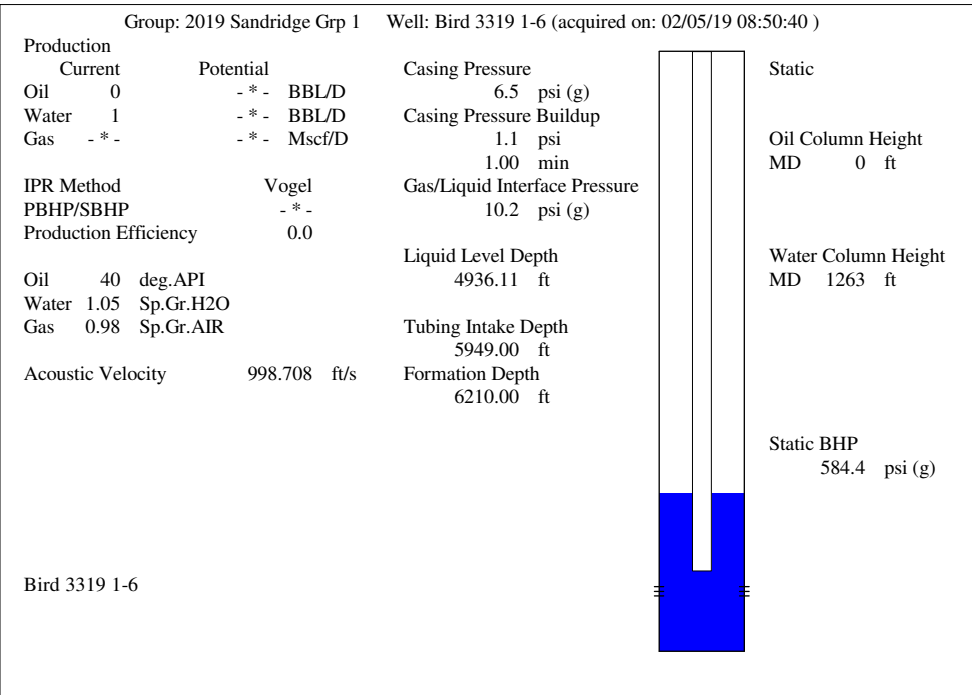 Group: 2019 Sandridge Grp 1 Well: Bird 3319 1-6 (acquired on: 02/05/19 08:50:40 )
Production
Current Potential
Oil 0 - * - BBL/D
Water 1 - * - BBL/D
Gas - * - - * - Mscf/D
IPR Method Vogel
PBHP/SBHP - * -
Production Efficiency 0.0
Oil 40 deg.API
Water 1.05 Sp.Gr.H2O
Gas 0.98 Sp.Gr.AIR
Acoustic Velocity 998.708 ft/s
Casing Pressure
6.5 psi (g)
Casing Pressure Buildup
1.1 psi
1.00 min
Gas/Liquid Interface Pressure
10.2 psi (g)
Liquid Level Depth
4936.11 ft
Tubing Intake Depth
5949.00 ft
Formation Depth
6210.00 ft
Static
Oil Column Height
MD 0 ft
Water Column Height
MD 1263 ft
Static BHP
584.4 psi (g)
Bird 3319 1-6